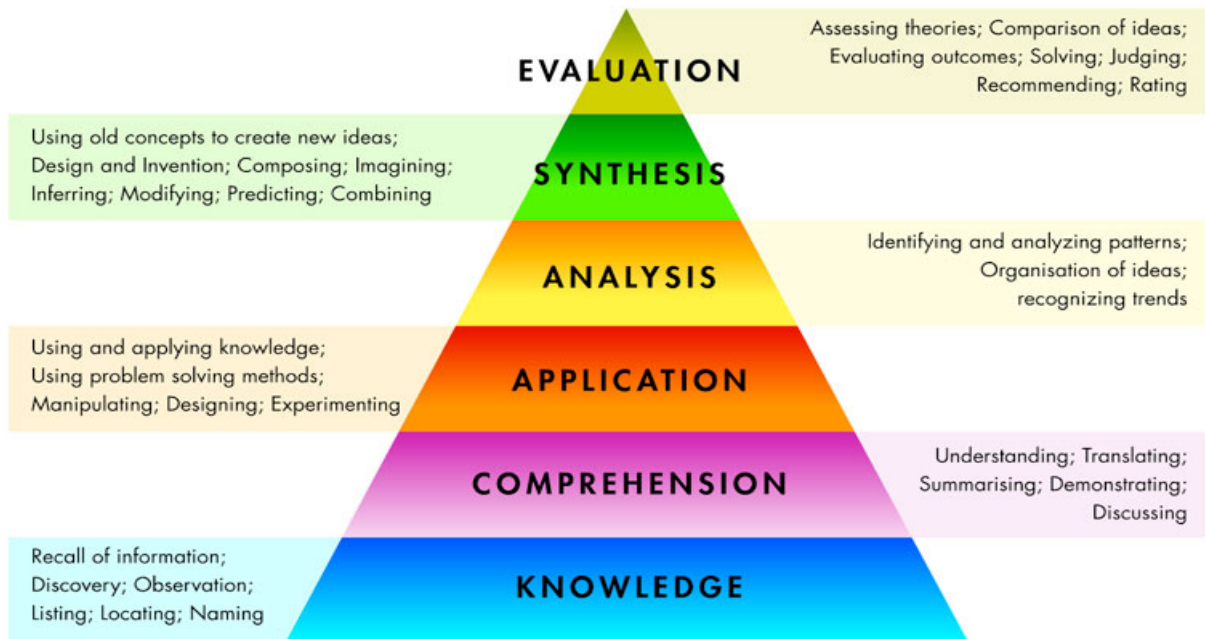 EVALUATION
Assessing theories; Comparison of ideas;
Evaluating outcomes; Solving; Judging;
Recommending; Rating
Using old concepts to create new ideas;
Design and Invention; Composing; Imagining;
Inferring; Modifying; Predicting; Combining
SYNTHESIS
ANALYSIS
Identifying and analyzing patterns;
Organisation of ideas;
recognizing trends
Using and applying knowledge;
Using problem solving methods;
Manipulating; Designing; Experimenting
APPLICATION
COMPREHENSION
Understanding; Translating;
Summarising; Demonstrating;
Discussing
Recall of information;
Discovery; Observation;
Listing; Locating; Naming
KNOWLEDGE